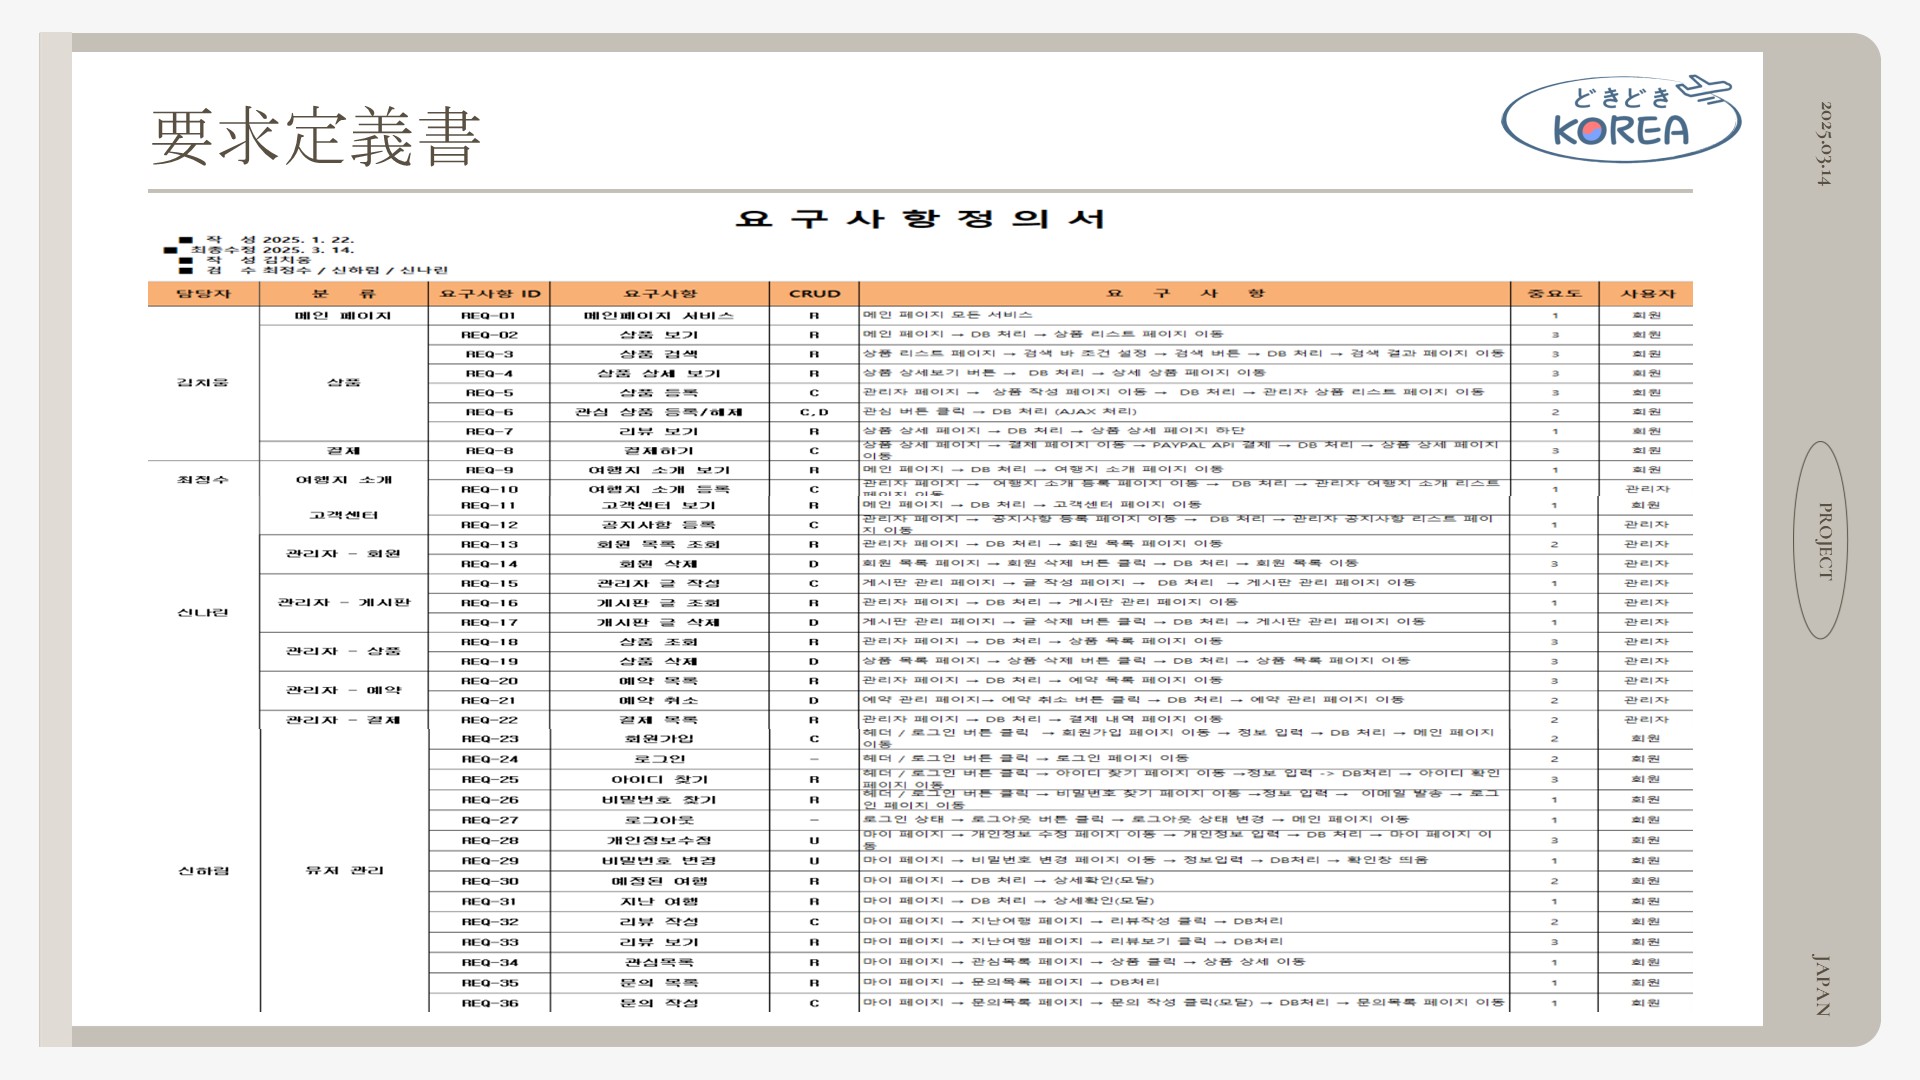 要求定義書
どきどき
KOREA
2025.03.14
PROJECT
JAPAN
요 구 사 항 정 의 서
■ 작 성 2025. 1. 22.
■ 최종수정 2025. 3. 14.
■ 작 성 김치웅
■ 검 수 최정수 / 신하림 / 신나린
담당자 분 류 요구사항 ID 요구사항 CRUD 요 구 사 항 중요도 사용자
메인 페이지 REQ-01 메인페이지 서비스 R 메인 페이지 모든 서비스 1 회원
REQ-02 상품 보기 R 메인 페이지 → DB 처리 → 상품 리스트 페이지 이동 3 회원
REQ-3 상품 검색 R 상품 리스트 페이지 → 검색 바 조건 설정 → 검색 버튼 → DB 처리 → 검색 결과 페이지 이동 3 회원
REQ-4 상품 상세 보기 R 상품 상세보기 버튼 → DB 처리 → 상세 상품 페이지 이동 3 회원
김치웅 상품
REQ-5 상품 등록 C 관리자 페이지 → 상품 작성 페이지 이동 → DB 처리 → 관리자 상품 리스트 페이지 이동 3 회원
REQ-6 관심 상품 등록/해제 C,D 관심 버튼 클릭 → DB 처리 (AJAX 처리) 2 회원
REQ-7 리뷰 보기 R 상품 상세 페이지 → DB 처리 → 상품 상세 페이지 하단 1 회원
결제 REQ-8 결제하기 C 상품 상세 페이지 → 결제 페이지 이동 → PAYPAL API 결제 → DB 처리 → 상품 상세 페이지 3 회원
이동
REQ-9 여행지 소개 보기 R 메인 페이지 → DB 처리 → 여행지 소개 페이지 이동 1 회원
최정수 여행지 소개
REQ-10 여행지 소개 등록 C 관리자 페이지 → 여행지 소개 등록 페이지 이동 → DB 처리 → 관리자 여행지 소개 리스트 1 관리자
페이지 이동
REQ-11 고객센터 보기 R 메인 페이지 → DB 처리 → 고객센터 페이지 이동 1 회원
고객센터
REQ-12 공지사항 등록 C 관리자 페이지 → 공지사항 등록 페이지 이동 → DB 처리 → 관리자 공지사항 리스트 페이 1 관리자
지 이동
REQ-13 회원 목록 조회 R 관리자 페이지 → DB 처리 → 회원 목록 페이지 이동 2 관리자
관리자 - 회원
REQ-14 회원 삭제 D 회원 목록 페이지 → 회원 삭제 버튼 클릭 → DB 처리 → 회원 목록 이동 3 관리자
REQ-15 관리자 글 작성 C 게시판 관리 페이지 → 글 작성 페이지 → DB 처리 → 게시판 관리 페이지 이동 1 관리자
관리자 - 게시판 REQ-16 게시판 글 조회 R 관리자 페이지 → DB 처리 → 게시판 관리 페이지 이동 1 관리자
신나린
REQ-17 개시판 글 삭제 D 게시판 관리 페이지 → 글 삭제 버튼 클릭 → DB 처리 → 게시판 관리 페이지 이동 1 관리자
REQ-18 상품 조회 R 관리자 페이지 → DB 처리 → 상품 목록 페이지 이동 3 관리자
관리자 - 상품
REQ-19 상품 삭제 D 상품 목록 페이지 → 상품 삭제 버튼 클릭 → DB 처리 → 상품 목록 페이지 이동 3 관리자
REQ-20 예약 목록 R 관리자 페이지 → DB 처리 → 예약 목록 페이지 이동 3 관리자
관리자 - 예약
REQ-21 예약 취소 D 예약 관리 페이지→ 예약 취소 버튼 클릭 → DB 처리 → 예약 관리 페이지 이동 2 관리자
관리자 - 결제 REQ-22 결제 목록 R 관리자 페이지 → DB 처리 → 결제 내역 페이지 이동 2 관리자
REQ-23 회원가입 C 헤더 / 로그인 버튼 클릭 → 회원가입 페이지 이동 → 정보 입력 → DB 처리 → 메인 페이지 2 회원
이동
REQ-24 로그인 - 헤더 / 로그인 버튼 클릭 → 로그인 페이지 이동 2 회원
REQ-25 아이디 찾기 R 헤더 / 로그인 버튼 클릭 → 아이디 찾기 페이지 이동 →정보 입력 -> DB처리 → 아이디 확인 3 회원
페이지 이동
REQ-26 비밀번호 찾기 R 헤더 / 로그인 버튼 클릭 → 비밀번호 찾기 페이지 이동 →정보 입력 → 이메일 발송 → 로그 1 회원
인 페이지 이동
REQ-27 로그아웃 - 로그인 상태 → 로그아웃 버튼 클릭 → 로그아웃 상태 변경 → 메인 페이지 이동 1 회원
REQ-28 개인정보수정 U 마이 페이지 → 개인정보 수정 페이지 이동 → 개인정보 입력 → DB 처리 → 마이 페이지 이 3 회원
동
REQ-29 비밀번호 변경 U 마이 페이지 → 비밀번호 변경 페이지 이동 → 정보입력 → DB처리 → 확인창 띄움 1 회원
신하림 유저 관리
REQ-30 예정된 여행 R 마이 페이지 → DB 처리 → 상세확인(모달) 2 회원
REQ-31 지난 여행 R 마이 페이지 → DB 처리 → 상세확인(모달) 1 회원
REQ-32 리뷰 작성 C 마이 페이지 → 지난여행 페이지 → 리뷰작성 클릭 → DB처리 2 회원
REQ-33 리뷰 보기 R 마이 페이지 → 지난여행 페이지 → 리뷰보기 클릭 → DB처리 3 회원
REQ-34 관심목록 R 마이 페이지 → 관심목록 페이지 → 상품 클릭 → 상품 상세 이동 1 회원
REQ-35 문의 목록 R 마이 페이지 → 문의목록 페이지 → DB처리 1 회원
REQ-36 문의 작성 C 마이 페이지 → 문의목록 페이지 → 문의 작성 클릭(모달) → DB처리 → 문의목록 페이지 이동 1 회원